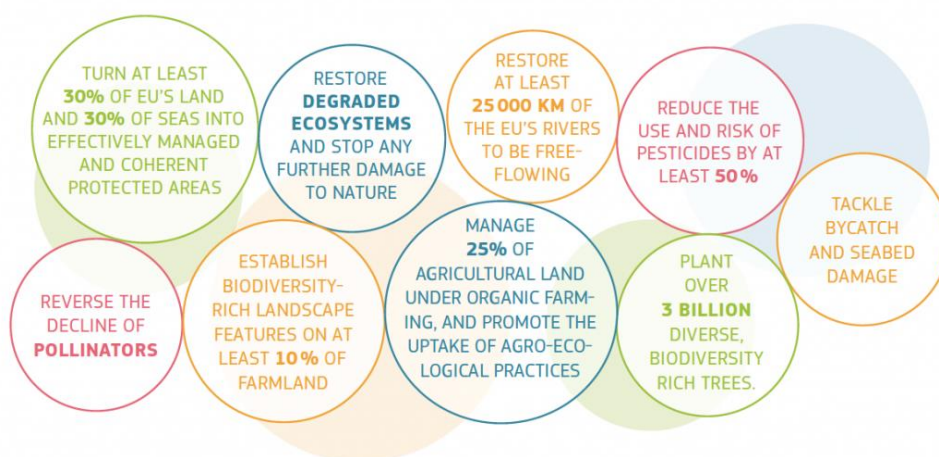 TURN AT LEAST
30% OF EU'S LAND
AND 30% OF SEAS INTO
EFFECTIVELY MANAGED
AND COHERENT
PROTECTED AREAS
RESTORE
DEGRADED
ECOSYSTEMS
AND STOP ANY
FURTHER DAMAGE
TO NATURE
RESTORE
AT LEAST
25 000 KM OF
THE EU'S RIVERS
TO BE FREE-
FLOWING
REDUCE THE
USE AND RISK OF
PESTICIDES BY AT
LEAST 50%
TACKLE
BYCATCH
AND SEABED
DAMAGE
REVERSE THE
DECLINE OF
POLLINATORS
ESTABLISH
BIODIVERSITY-
RICH LANDSCAPE
FEATURES ON AT
LEAST 10% OF
FARMLAND
MANAGE
25% OF
AGRICULTURAL LAND
UNDER ORGANIC FARM-
ING, AND PROMOTE THE
UPTAKE OF AGRO-ECO-
LOGICAL PRACTICES
PLANT
OVER
3 BILLION
DIVERSE,
BIODIVERSITY
RICH TREES.